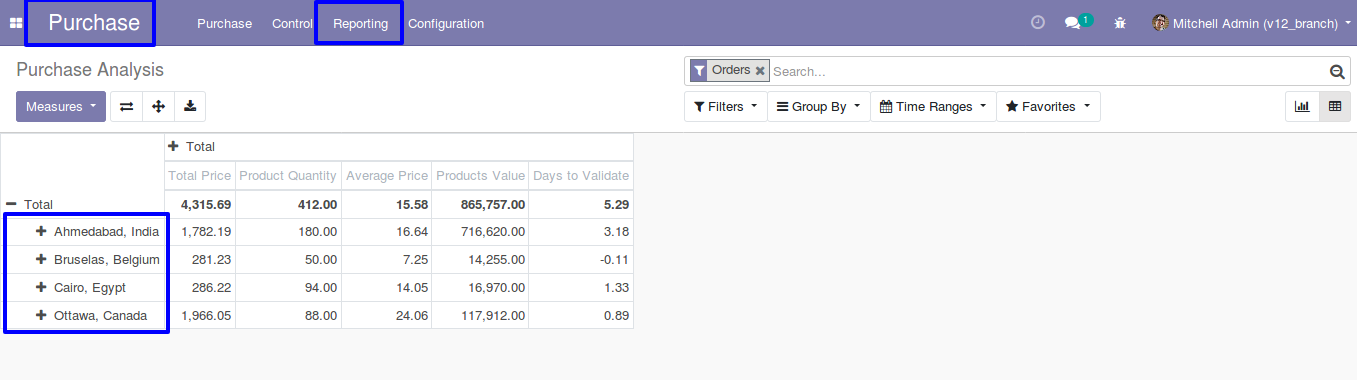 Purchase Purchase Control Reporting Configuration 1 Mitchell Admin (v12_branch)
Purchase Analysis
Orders Search...
Measures Filters Group By Time Ranges Favorites
Total
Total Price Product Quantity Average Price Products Value Days to Validate
Total 4,315.69 412.00 15.58 865,757.00 5.29
Ahmedabad, India 1,782.19 180.00 16.64 716,620.00 3.18
Bruselas, Belgium 281.23 50.00 7.25 14,255.00 -0.11
Cairo, Egypt 286.22 94.00 14.05 16,970.00 1.33
Ottawa, Canada 1,966.05 88.00 24.06 117,912.00 0.89